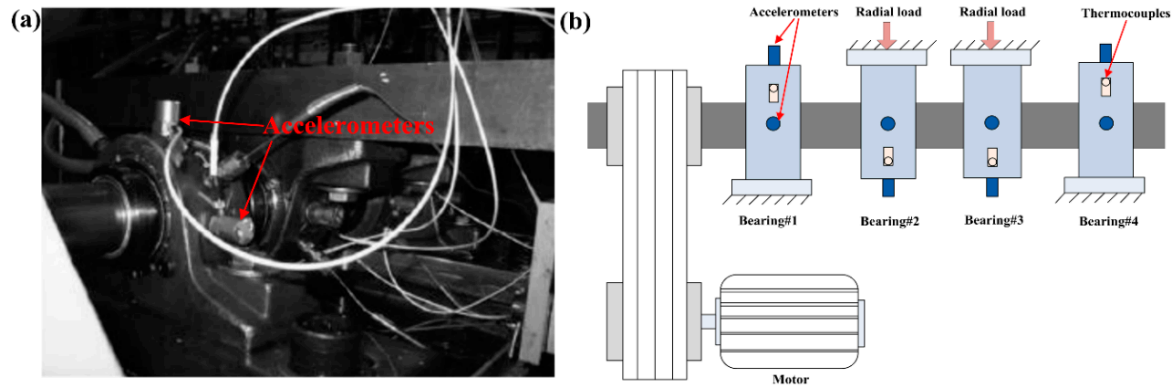 (a)
Accelerometers
(b)
Accelerometers
Radial load
Radial load
Thermocouples
Bearing#1
Bearing#2
Bearing#3
Bearing#4
Motor